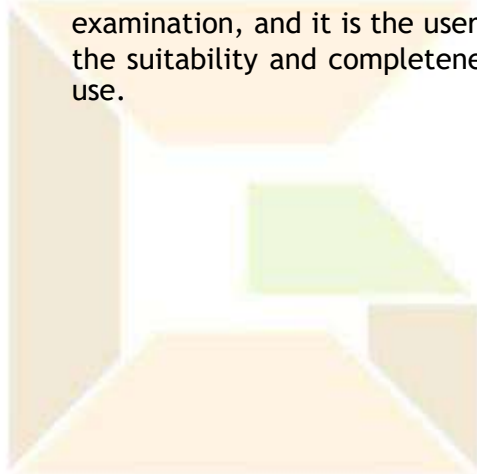 examination, and it is the user
the suitability and completene
use.